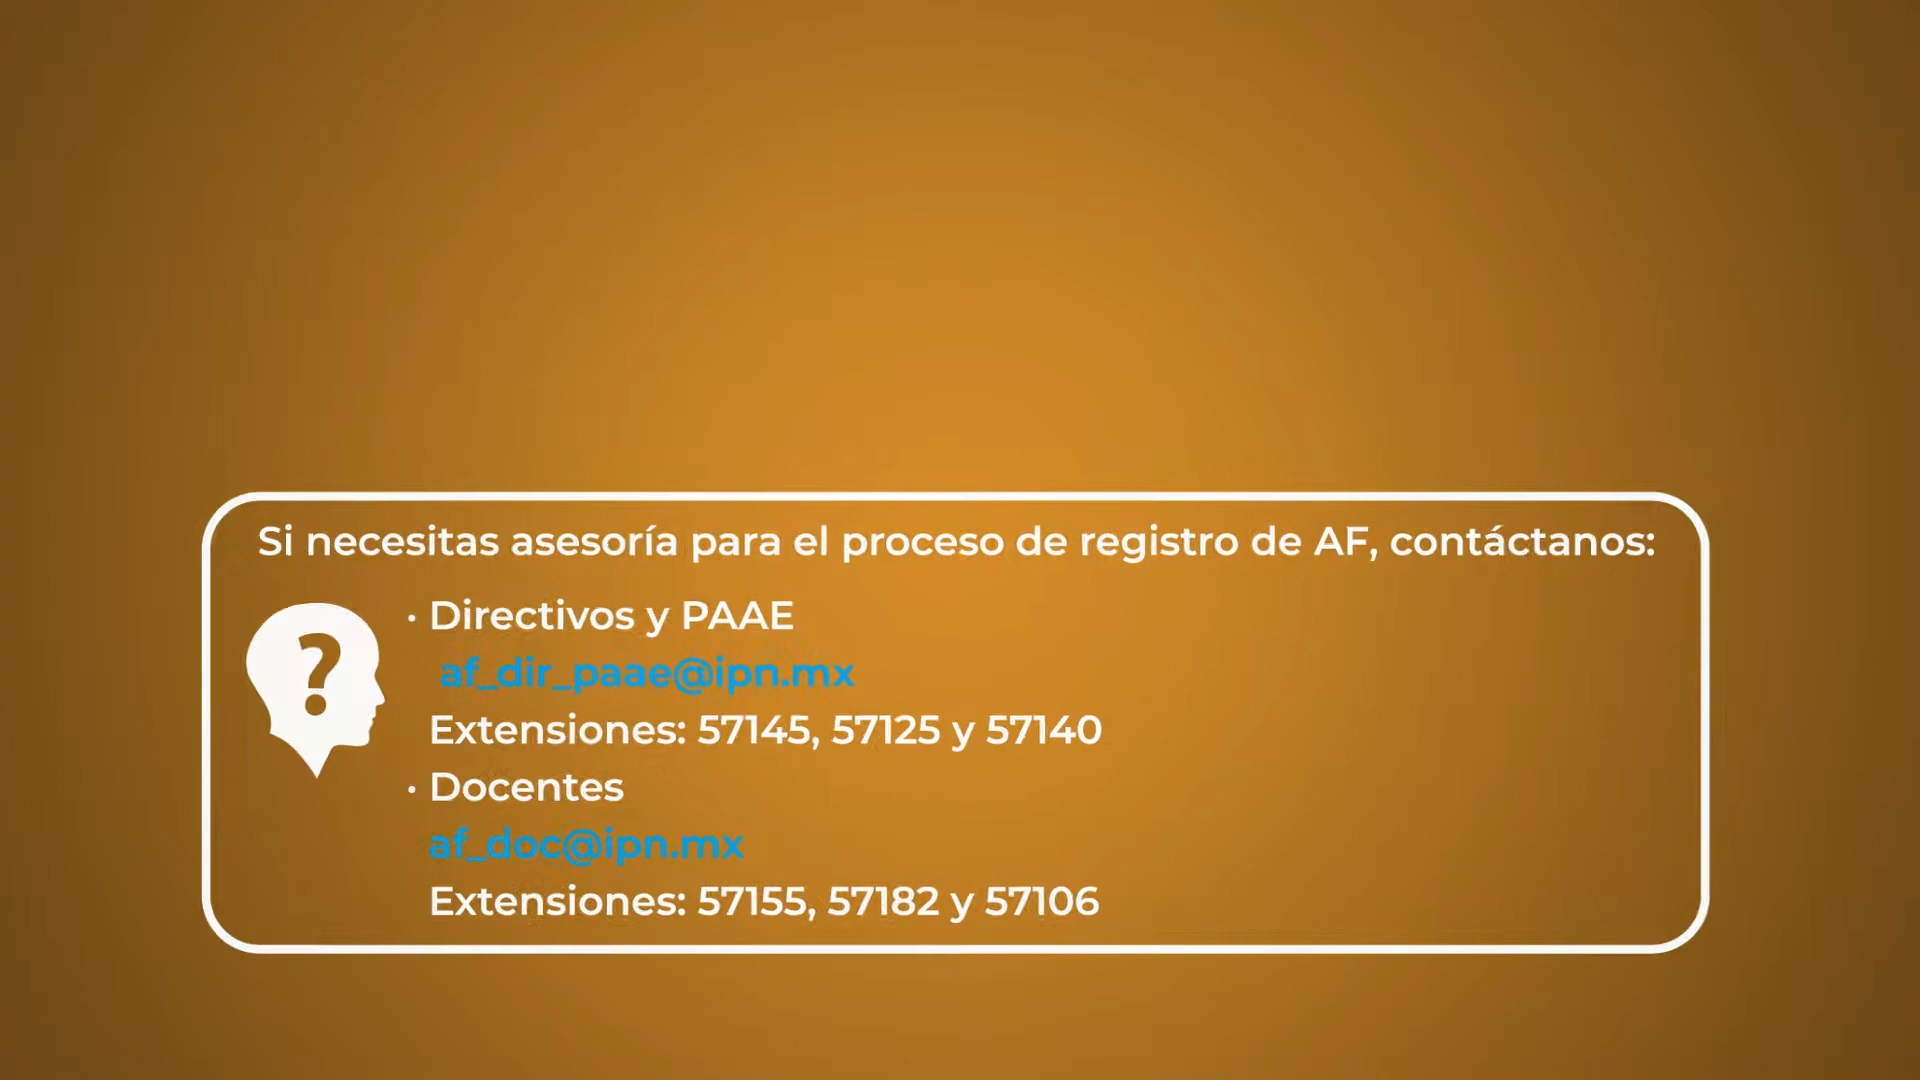 Si necesitas asesoría para el proceso de registro de AF, contáctanos:
· Directivos y PAAE
af_dir_paae@ipn.mx
Extensiones: 57145, 57125 y 57140
· Docentes
af_doc@ipn.mx
Extensiones: 57155, 57182 y 57106